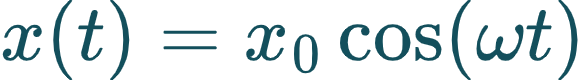 x(t) = x₀ cos(ωt)